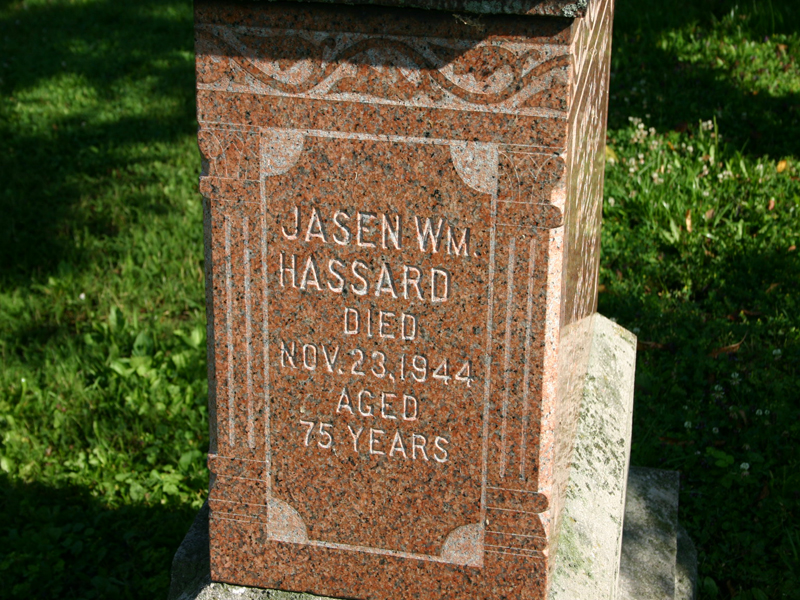 JASEN WM.
HASSARD
DIED
NOV. 23, 1944
AGED
75 YEARS